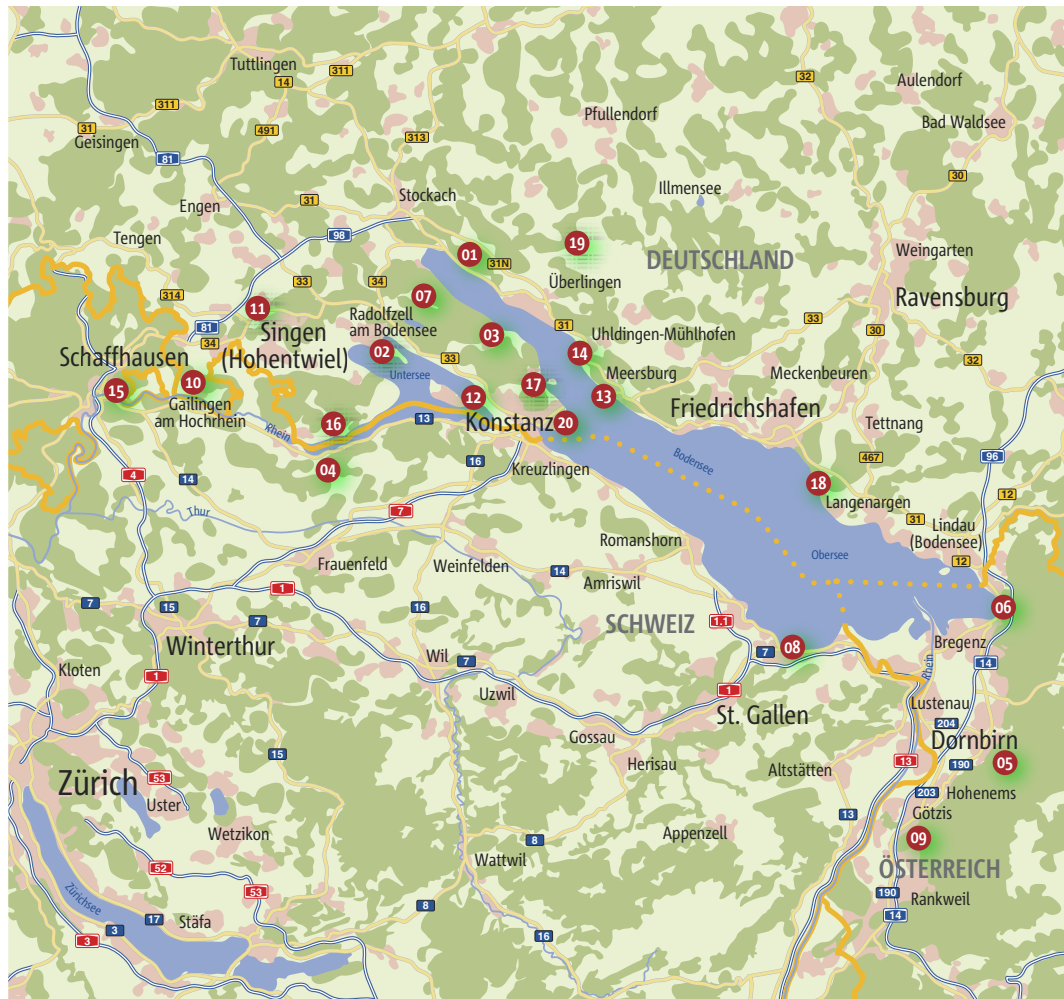 Tuttlingen
311
14
32
Aulendorf
311
Pfullendorf
Bad Waldsee
31
491
313
Geisingen
81
30
Illmensee
Stockach
Engen
31
Tengen
98
19
Weingarten
01
31N
DEUTSCHLAND
33
34
Überlingen
314
07
Ravensburg
11
Radolfzell
am Bodensee
31
33
81
Singen
(Hohentwiel)
03
Uhldingen-Mühlhofen
30
34
02
14
Schaffhausen
33
32
Untersee
Meersburg
Meckenbeuren
15
10
17
13
Gailingen
am Hochrhein
12
Friedrichshafen
16
13
Konstanz
20
Tettnang
Rhein
Bodensee
467
96
16
Kreuzlingen
04
4
14
18
12
Langenargen
7
Thur
31
Lindau
(Bodensee)
Romanshorn
Obersee
12
Frauenfeld
Weinfelden
14
Amriswil
1
7
15
16
06
7
SCHWEIZ
1.1
Winterthur
08
7
Bregenz
Wil
7
14
Kloten
1
Rhein
Uzwil
1
Lustenau
St. Gallen
204
Gossau
Dornbirn
15
Herisau
Altstätten
13
190
05
Zürich
53
Uster
203
Hohenems
13
Götzis
Wetzikon
Appenzell
09
8
Wattwil
52
ÖSTERREICH
Zürichsee
53
190
Rankweil
8
17
Stäfa
14
3
3
16